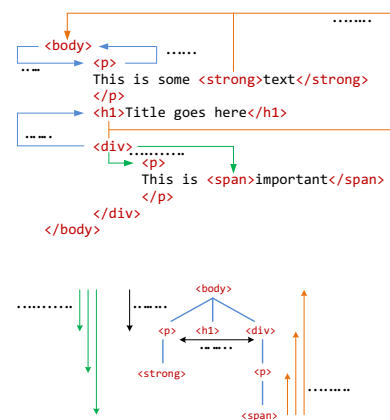 ........
<body>
......
<p>
.....
This is some <strong>text</strong>
</p>
<h1>Title goes here</h1>
.......
<div>
..........
<p>
This is <span>important</span>
</p>
</div>
</body>
<body>
..........
........
<p> <h1> <div>
........
.........
<strong> <p>
<span>